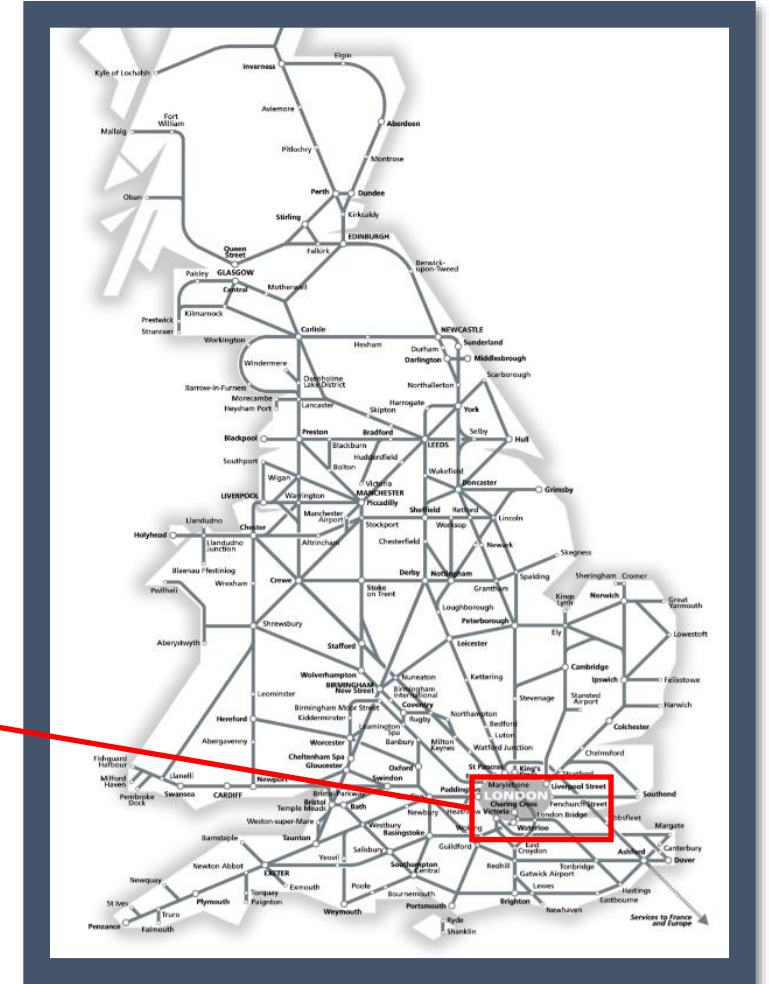 Elgin
Inverness
Kyle of Lochalsh
Aviemore
Fort
William
Aberdeen
Mallaig
Pitlochry
Montrose
Perth
Dundee
Oban
Stirling
Kirkcaldy
EDINBURGH
Queen
Street
Falkirk
Berwick-
upon-Tweed
Paisley
GLASGOW
Central
Motherwell
Prestwick
Kilmarnock
Stranraer
Carlisle
NEWCASTLE
Workington
Hexham
Sunderland
Durham
Darlington
Middlesbrough
Windermere
Scarborough
Oxenholme
Lake District
Northallerton
Barrow-in-Furness
Morecambe
Heysham Port
Lancaster
Harrogate
Skipton
York
Blackpool
Preston
Bradford
Selby
Hull
Blackburn
LEEDS
Huddersfield
Southport
Bolton
Wakefield
Wigan
Victoria
Doncaster
LIVERPOOL
Warrington
MANCHESTER
Piccadilly
Grimsby
Manchester
Airport
Sheffield
Retford
Llandudno
Chester
Stockport
Worksop
Lincoln
Holyhead
Llandudno
Junction
Altrincham
Chesterfield
Newark
Skegness
Blaenau Ffestiniog
Wrexham
Crewe
Derby
Nottingham
Spalding
Sheringham
Cromer
Pwllheli
Stoke
on Trent
Grantham
Kings
Lynn
Norwich
Great
Yarmouth
Loughborough
Peterborough
Aberystwyth
Shrewsbury
Ely
Lowestoft
Stafford
Leicester
Wolverhampton
Nuneaton
Kettering
Cambridge
BIRMINGHAM
New Street
Birmingham
International
Ipswich
Felixstowe
Leominster
Coventry
Stevenage
Stansted
Airport
Birmingham Moor Street
Kidderminster
Rugby
Northampton
Harwich
Hereford
Leamington
Spa
Bedford
Colchester
Worcester
Banbury
Milton
Keynes
Luton
Abergavenny
Watford Junction
Chelmsford
Cheltenham Spa
Gloucester
Oxford
St Pancras
King's
Stratford
Fishguard
Harbour
Llanelli
Newport
Swindon
Paddington
Marylebone
Liverpool Street
Milford
Haven
Swansea
CARDIFF
Bristol Parkway
LONDON
Southend
Pembroke
Dock
Bristol
Temple Meads
Bath
Newbury
Heathrow
Victoria
Charing Cross
Fenchurch Street
London Bridge
Weston-super-Mare
Westbury
Basingstoke
Woking
Waterloo
Margate
Barnstaple
Taunton
Salisbury
Guildford
East
Croydon
Canterbury
Yeovil
Ashford
Dover
Newton Abbot
EXETER
Southampton
Central
Redhill
Tonbridge
Gatwick Airport
Newquay
Exmouth
Poole
Lewes
Hastings
St Ives
Plymouth
Torquay
Paignton
Bournemouth
Eastbourne
Truro
Weymouth
Portsmouth
Brighton
Newhaven
Penzance
Falmouth
Ryde
Shanklin
Services to France
and Europe